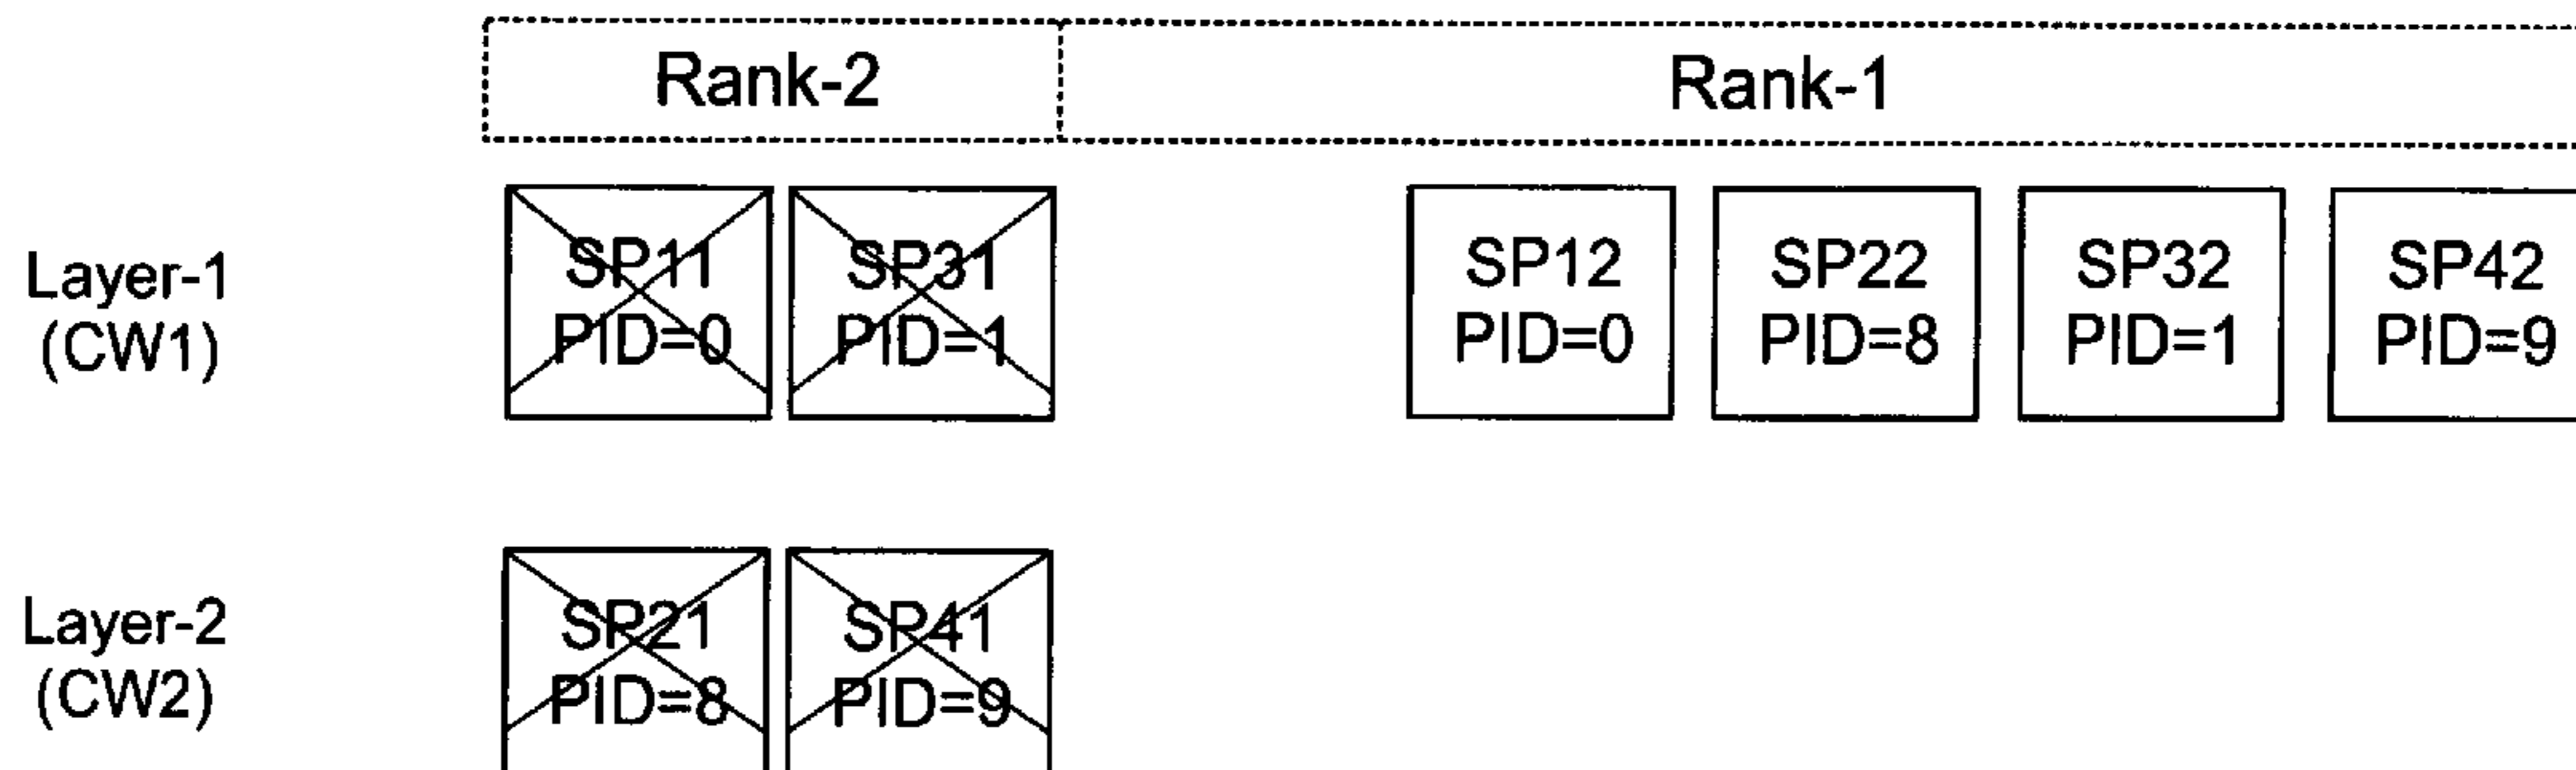 Rank-2 Rank-1
Layer-1
(CW1)
SP11
PID=0
SP31
PID=1
SP12
PID=0
SP22
PID=8
SP32
PID=1
SP42
PID=9
Layer-2
(CW2)
SP21
PID=8
SP41
PID=9